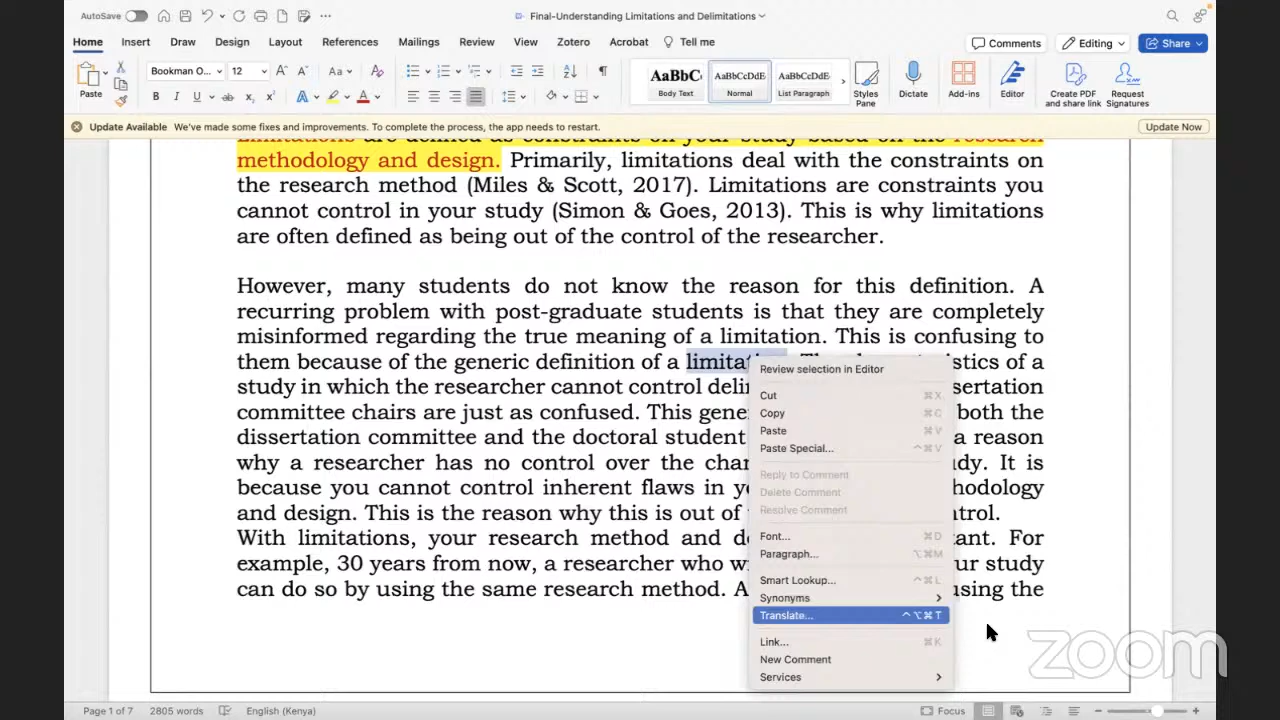 AutoSave
Final-Understanding Limitations and Delimitations
Home Insert Draw Design Layout References Mailings Review View Zotero Acrobat Tell me
Comments Editing Share
Paste
Bookman O... 12
AaBbC AaBbCcDdE AaBbCcDdE
Body Text Normal List Paragraph
Styles Pane
Dictate
Add-ins
Editor
Create PDF and share link
Request Signatures
Update Available We've made some fixes and improvements. To complete the process, the app needs to restart. Update Now
Limitations are defined as constraints on your study based on the research
methodology and design. Primarily, limitations deal with the constraints on
the research method (Miles & Scott, 2017). Limitations are constraints you
cannot control in your study (Simon & Goes, 2013). This is why limitations
are often defined as being out of the control of the researcher.
However, many students do not know the reason for this definition. A
recurring problem with post-graduate students is that they are completely
misinformed regarding the true meaning of a limitation. This is confusing to
them because of the generic definition of a
study in which the researcher cannot control
committee chairs are just as confused. This both the
dissertation committee and the doctoral student a reason
why a researcher has no control over the It is
because you cannot control inherent flaws in
and design. This is the reason why this is out of
With limitations, your research method and For
example, 30 years from now, a researcher who study
can do so by using the same research method. using the
Review selection in Editor
Cut ⌘X
Copy ⌘C
Paste ⌘V
Paste Special... ^⌘V
Reply to Comment
Delete Comment
Resolve Comment
Font... ⌘D
Paragraph... ⌥⌘M
Smart Lookup... ^⌘L
Synonyms
Translate... ^⌥⌘T
Link... ⌘K
New Comment
Services
zoom
Page 1 of 7 2805 words English (Kenya) Focus